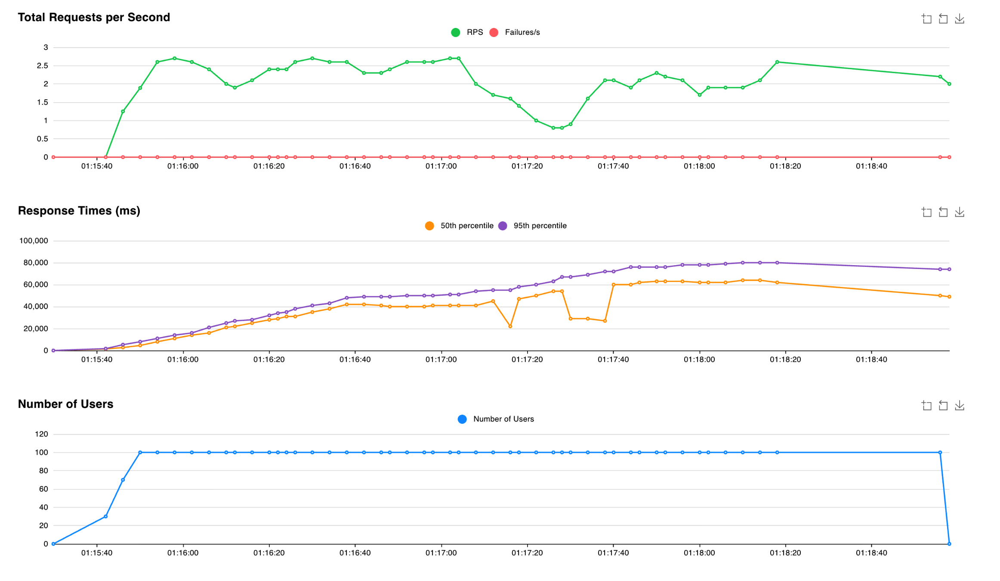 Total Requests per Second
RPS Failures/s
3
2.5
2
1.5
1
0.5
0
01:15:40 01:16:00 01:16:20 01:16:40 01:17:00 01:17:20 01:17:40 01:18:00 01:18:20 01:18:40
Response Times (ms)
50th percentile 95th percentile
100,000
80,000
60,000
40,000
20,000
0
01:15:40 01:16:00 01:16:20 01:16:40 01:17:00 01:17:20 01:17:40 01:18:00 01:18:20 01:18:40
Number of Users
Number of Users
120
100
80
60
40
20
0
01:15:40 01:16:00 01:16:20 01:16:40 01:17:00 01:17:20 01:17:40 01:18:00 01:18:20 01:18:40